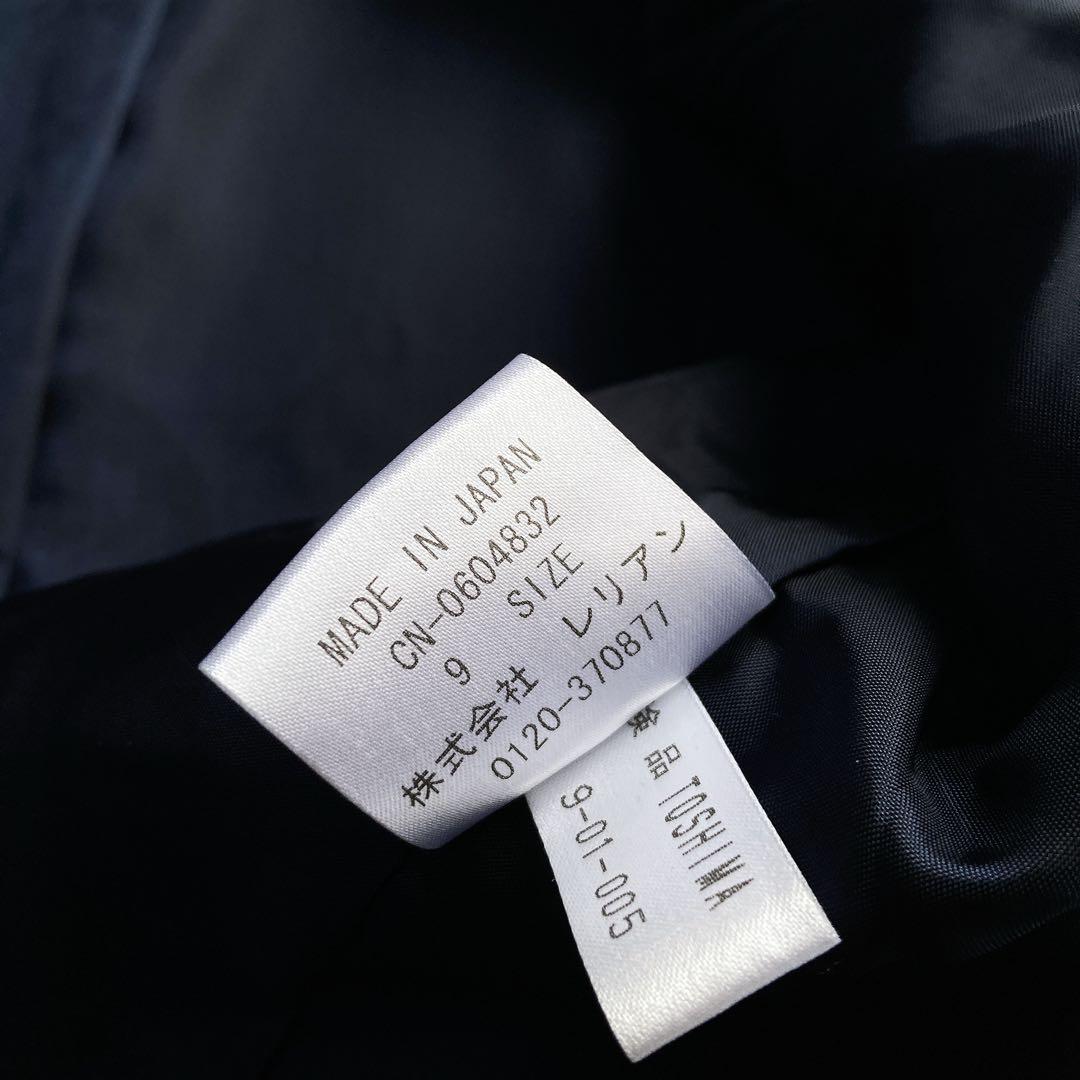 MADE IN JAPAN
CN-0604832
9 SIZE
株式会社 レリアン
0120-370877
検品 TOSHIMA
9-01-005